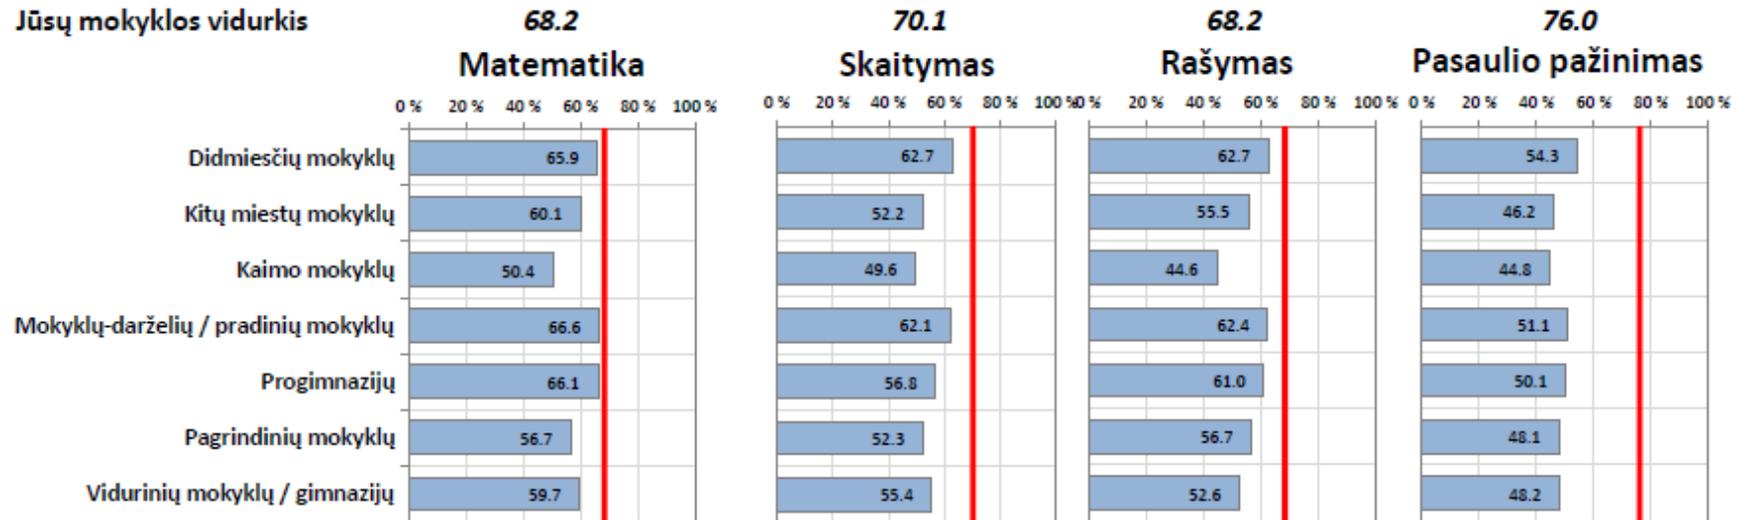 Jūsų mokyklos vidurkis 68.2 70.1 68.2 76.0
Matematika Skaitymas Rašymas Pasaulio pažinimas
0 % 20 % 40 % 60 % 80 % 100 % 0 % 20 % 40 % 60 % 80 % 100 % 0 % 20 % 40 % 60 % 80 % 100 % 0 % 20 % 40 % 60 % 80 % 100 %
Didmiesčių mokyklų 65.9 62.7 62.7 54.3
Kitų miestų mokyklų 60.1 52.2 55.5 46.2
Kaimo mokyklų 50.4 49.6 44.6 44.8
Mokyklų-darželių / pradinių mokyklų 66.6 62.1 62.4 51.1
Progimnazijų 66.1 56.8 61.0 50.1
Pagrindinių mokyklų 56.7 52.3 56.7 48.1
Vidurinių mokyklų / gimnazijų 59.7 55.4 52.6 48.2